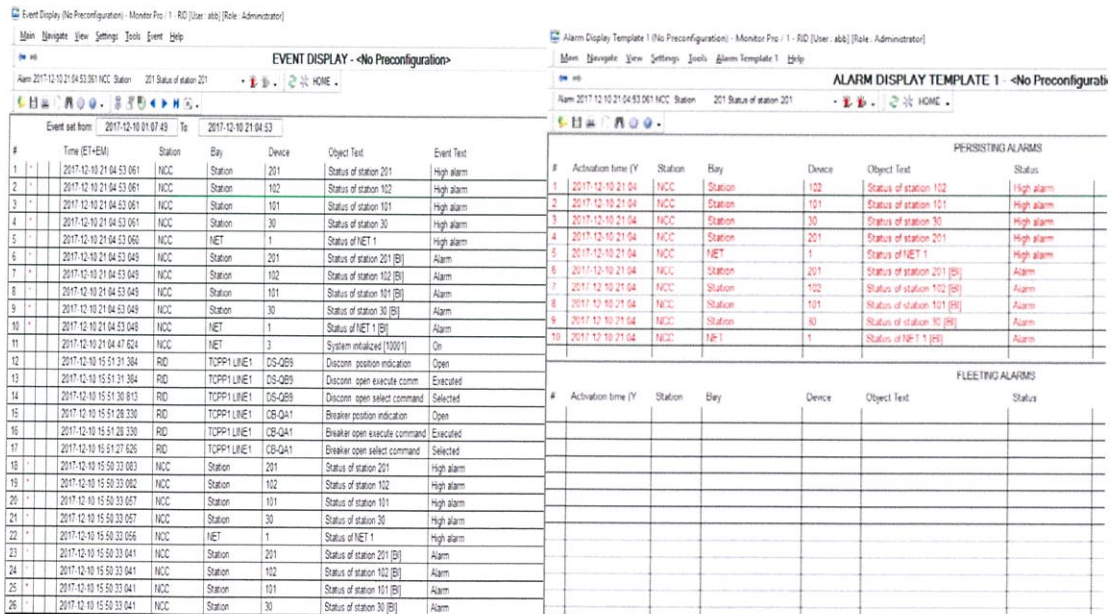 Event Display (No Preconfiguration) - Monitor Pro / 1 - RID [User : abb] [Role : Administrator]
Main Navigate View Settings Tools Event Help
EVENT DISPLAY - <No Preconfiguration>
Alarm 2017-12-10 21:04:53.061 NCC Station 201 Status of station 201 HOME
Event set from: 2017-12-10 01:07:49 To 2017-12-10 21:04:53
# Time (ET+EM) Station Bay Device Object Text Event Text
1 * 2017-12-10 21 04 53 061 NCC Station 201 Status of station 201 High alarm
2 * 2017-12-10 21 04 53 061 NCC Station 102 Status of station 102 High alarm
3 * 2017-12-10 21 04 53 061 NCC Station 101 Status of station 101 High alarm
4 * 2017-12-10 21 04 53 061 NCC Station 30 Status of station 30 High alarm
5 * 2017-12-10 21 04 53 060 NCC NET 1 Status of NET 1 High alarm
6 * 2017-12-10 21 04 53 049 NCC Station 201 Status of station 201 [BI] Alarm
7 * 2017-12-10 21 04 53 049 NCC Station 102 Status of station 102 [BI] Alarm
8 * 2017-12-10 21 04 53 049 NCC Station 101 Status of station 101 [BI] Alarm
9 * 2017-12-10 21 04 53 049 NCC Station 30 Status of station 30 [BI] Alarm
10 * 2017-12-10 21 04 53 048 NCC NET 1 Status of NET 1 [BI] Alarm
11 2017-12-10 21 04 47 624 NCC NET 3 System initialized [10001] On
12 2017-12-10 15 51 31 384 RID TCPP1 LINE1 DS-QB9 Disconn. position indication Open
13 2017-12-10 15 51 31 384 RID TCPP1 LINE1 DS-QB9 Disconn. open execute comm Executed
14 2017-12-10 15 51 30 813 RID TCPP1 LINE1 DS-QB9 Disconn. open select command Selected
15 2017-12-10 15 51 28 330 RID TCPP1 LINE1 CB-QA1 Breaker position indication Open
16 2017-12-10 15 51 28 330 RID TCPP1 LINE1 CB-QA1 Breaker open execute command Executed
17 2017-12-10 15 51 27 626 RID TCPP1 LINE1 CB-QA1 Breaker open select command Selected
18 * 2017-12-10 15 50 33 083 NCC Station 201 Status of station 201 High alarm
19 * 2017-12-10 15 50 33 082 NCC Station 102 Status of station 102 High alarm
20 * 2017-12-10 15 50 33 057 NCC Station 101 Status of station 101 High alarm
21 * 2017-12-10 15 50 33 057 NCC Station 30 Status of station 30 High alarm
22 * 2017-12-10 15 50 33 056 NCC NET 1 Status of NET 1 High alarm
23 * 2017-12-10 15 50 33 041 NCC Station 201 Status of station 201 [BI] Alarm
24 * 2017-12-10 15 50 33 041 NCC Station 102 Status of station 102 [BI] Alarm
25 * 2017-12-10 15 50 33 041 NCC Station 101 Status of station 101 [BI] Alarm
26 * 2017-12-10 15 50 33 041 NCC Station 30 Status of station 30 [BI] Alarm
Alarm Display Template 1 (No Preconfiguration) - Monitor Pro / 1 - RID [User : abb] [Role : Administrator]
Main Navigate View Settings Tools Alarm Template 1 Help
ALARM DISPLAY TEMPLATE 1 - <No Preconfigurati
Alarm 2017-12-10 21:04:53.061 NCC Station 201 Status of station 201 HOME
PERSISTING ALARMS
# Activation time (Y Station Bay Device Object Text Status
1 2017-12-10 21 04 NCC Station 102 Status of station 102 High alarm
2 2017-12-10 21 04 NCC Station 101 Status of station 101 High alarm
3 2017-12-10 21 04 NCC Station 30 Status of station 30 High alarm
4 2017-12-10 21 04 NCC Station 201 Status of station 201 High alarm
5 2017-12-10 21 04 NCC NET 1 Status of NET 1 High alarm
6 2017-12-10 21 04 NCC Station 201 Status of station 201 [BI] Alarm
7 2017-12-10 21 04 NCC Station 102 Status of station 102 [BI] Alarm
8 2017-12-10 21 04 NCC Station 101 Status of station 101 [BI] Alarm
9 2017-12-10 21 04 NCC Station 30 Status of station 30 [BI] Alarm
10 2017-12-10 21 04 NCC NET 1 Status of NET 1 [BI] Alarm
FLEETING ALARMS
# Activation time (Y Station Bay Device Object Text Status